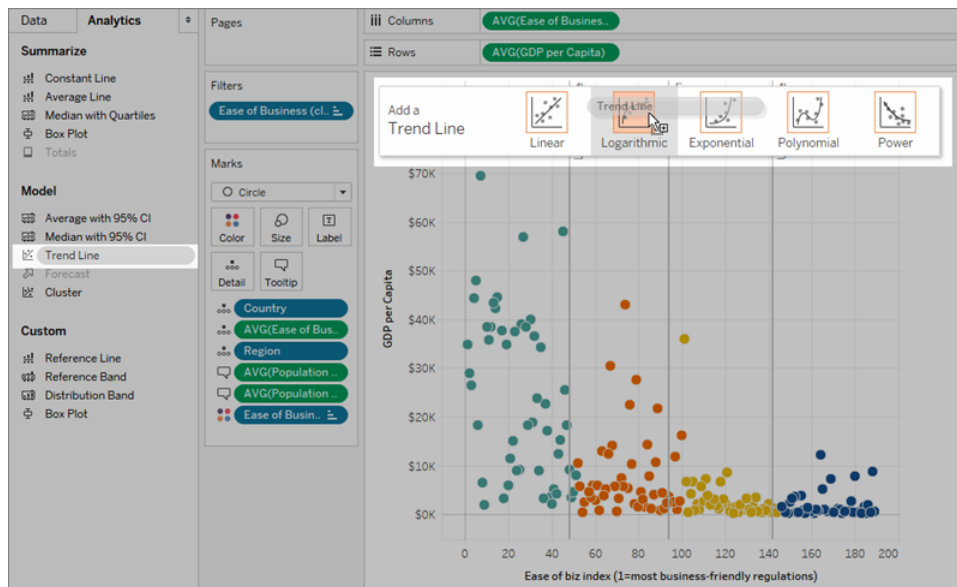 Data Analytics
Summarize
Constant Line
Average Line
Median with Quartiles
Box Plot
Totals
Model
Average with 95% CI
Median with 95% CI
Trend Line
Forecast
Cluster
Custom
Reference Line
Reference Band
Distribution Band
Box Plot
Pages
Filters
Ease of Business (cl..
Marks
Circle
Color Size Label
Detail Tooltip
Country
AVG(Ease of Bus..
Region
AVG(Population ..
AVG(Population ..
Ease of Busin..
Columns AVG(Ease of Busines..
Rows AVG(GDP per Capita)
Add a
Trend Line
Trend Line
Linear Logarithmic Exponential Polynomial Power
$70K
$60K
$50K
$40K
$30K
$20K
$10K
$0K
GDP per Capita
0 20 40 60 80 100 120 140 160 180 200
Ease of biz index (1=most business-friendly regulations)